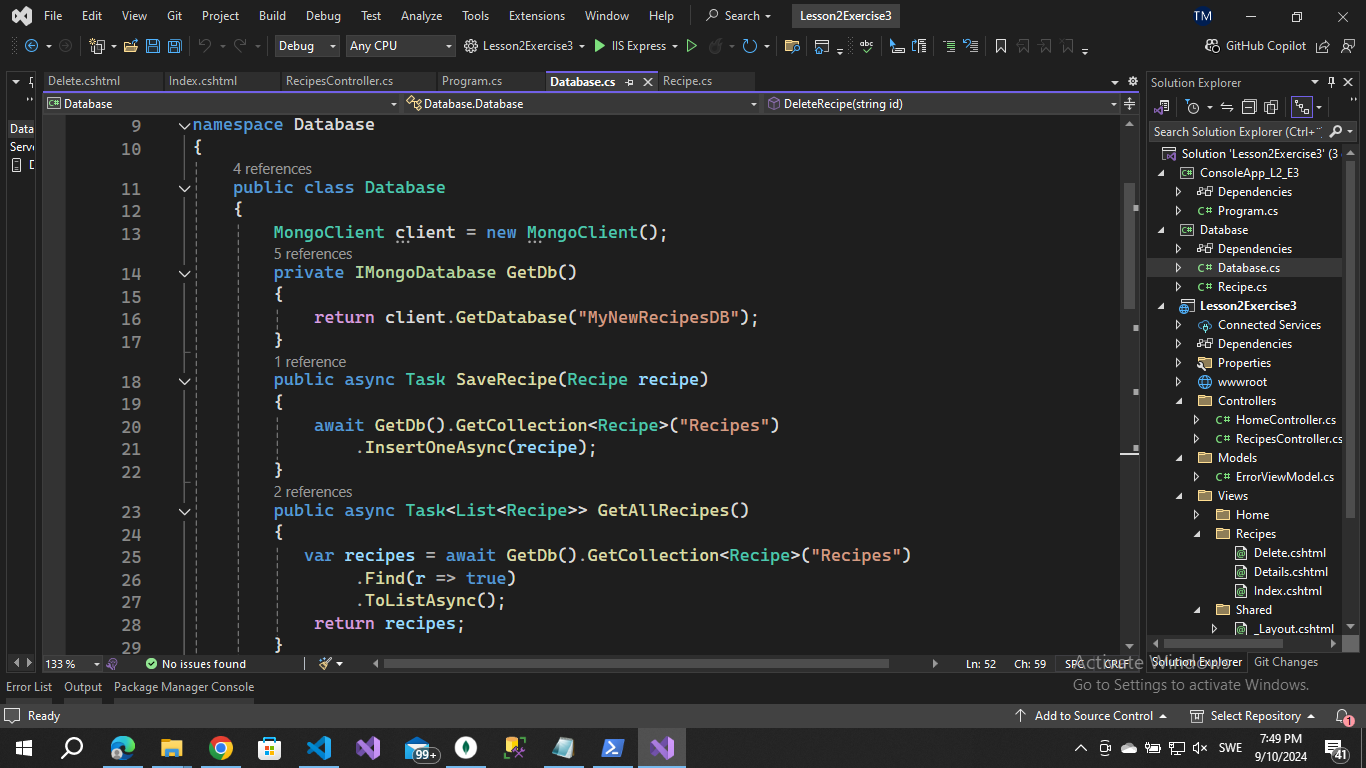 File Edit View Git Project Build Debug Test Analyze Tools Extensions Window Help Search Lesson2Exercise3 TM
Debug Any CPU Lesson2Exercise3 IIS Express GitHub Copilot
Delete.cshtml Index.cshtml RecipesController.cs Program.cs Database.cs Recipe.cs
Database Database.Database DeleteRecipe(string id)
Data
Serv
D
9 namespace Database
10 {
4 references
11 public class Database
12 {
13 MongoClient client = new MongoClient();
5 references
14 private IMongoDatabase GetDb()
15 {
16 return client.GetDatabase("MyNewRecipesDB");
17 }
1 reference
18 public async Task SaveRecipe(Recipe recipe)
19 {
20 await GetDb().GetCollection<Recipe>("Recipes")
21 .InsertOneAsync(recipe);
22 }
2 references
23 public async Task<List<Recipe>> GetAllRecipes()
24 {
25 var recipes = await GetDb().GetCollection<Recipe>("Recipes")
26 .Find(r => true)
27 .ToListAsync();
28 return recipes;
29 }
133 % No issues found Ln: 52 Ch: 59 SPC CRLF
Solution Explorer
Search Solution Explorer (Ctrl+
Solution 'Lesson2Exercise3' (3
ConsoleApp_L2_E3
Dependencies
C# Program.cs
Database
Dependencies
C# Database.cs
C# Recipe.cs
Lesson2Exercise3
Connected Services
Dependencies
Properties
wwwroot
Controllers
C# HomeController.cs
C# RecipesController.cs
Models
C# ErrorViewModel.cs
Views
Home
Recipes
Delete.cshtml
Details.cshtml
Index.cshtml
Shared
_Layout.cshtml
Solution Explorer Git Changes
Activate Windows
Go to Settings to activate Windows.
Error List Output Package Manager Console
Ready Add to Source Control Select Repository 1
99+ SWE 7:49 PM
9/10/2024 41